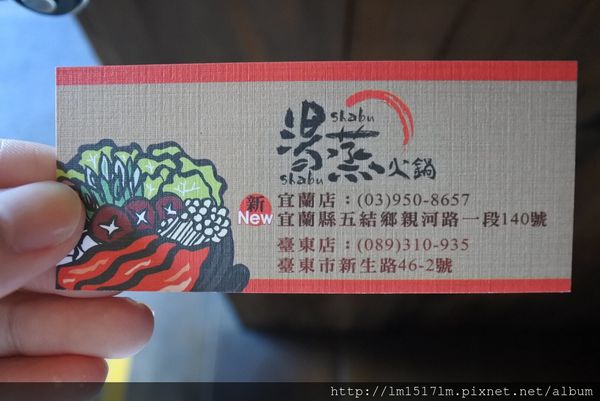 湯蒸火鍋
shabu
shabu
新
New
宜蘭店：(03)950-8657
宜蘭縣五結鄉親河路一段140號
臺東店：(089)310-935
臺東市新生路46-2號
http://lm1517lm.pixnet.net/album